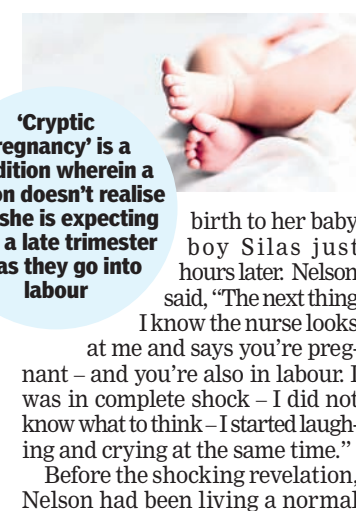 ‘Cryptic
regnancy’ is a
dition wherein a
on doesn’t realise
she is expecting
a late trimester
as they go into
labour
birth to her baby
boy Silas just
hours later. Nelson
said, “The next thing
I know the nurse looks
at me and says you’re preg-
nant – and you’re also in labour. I
was in complete shock – I did not
know what to think – I started laugh-
ing and crying at the same time.”
Before the shocking revelation,
Nelson had been living a normal